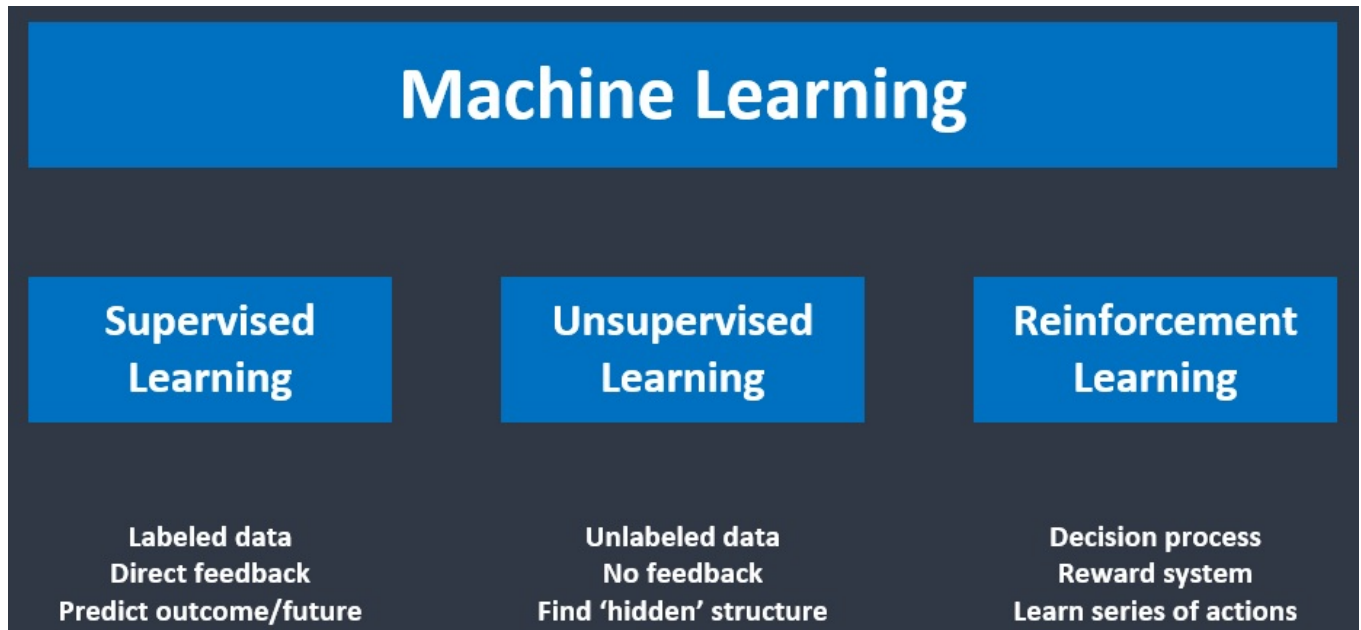 Machine Learning
Supervised
Learning
Unsupervised
Learning
Reinforcement
Learning
Labeled data
Direct feedback
Predict outcome/future
Unlabeled data
No feedback
Find ‘hidden’ structure
Decision process
Reward system
Learn series of actions